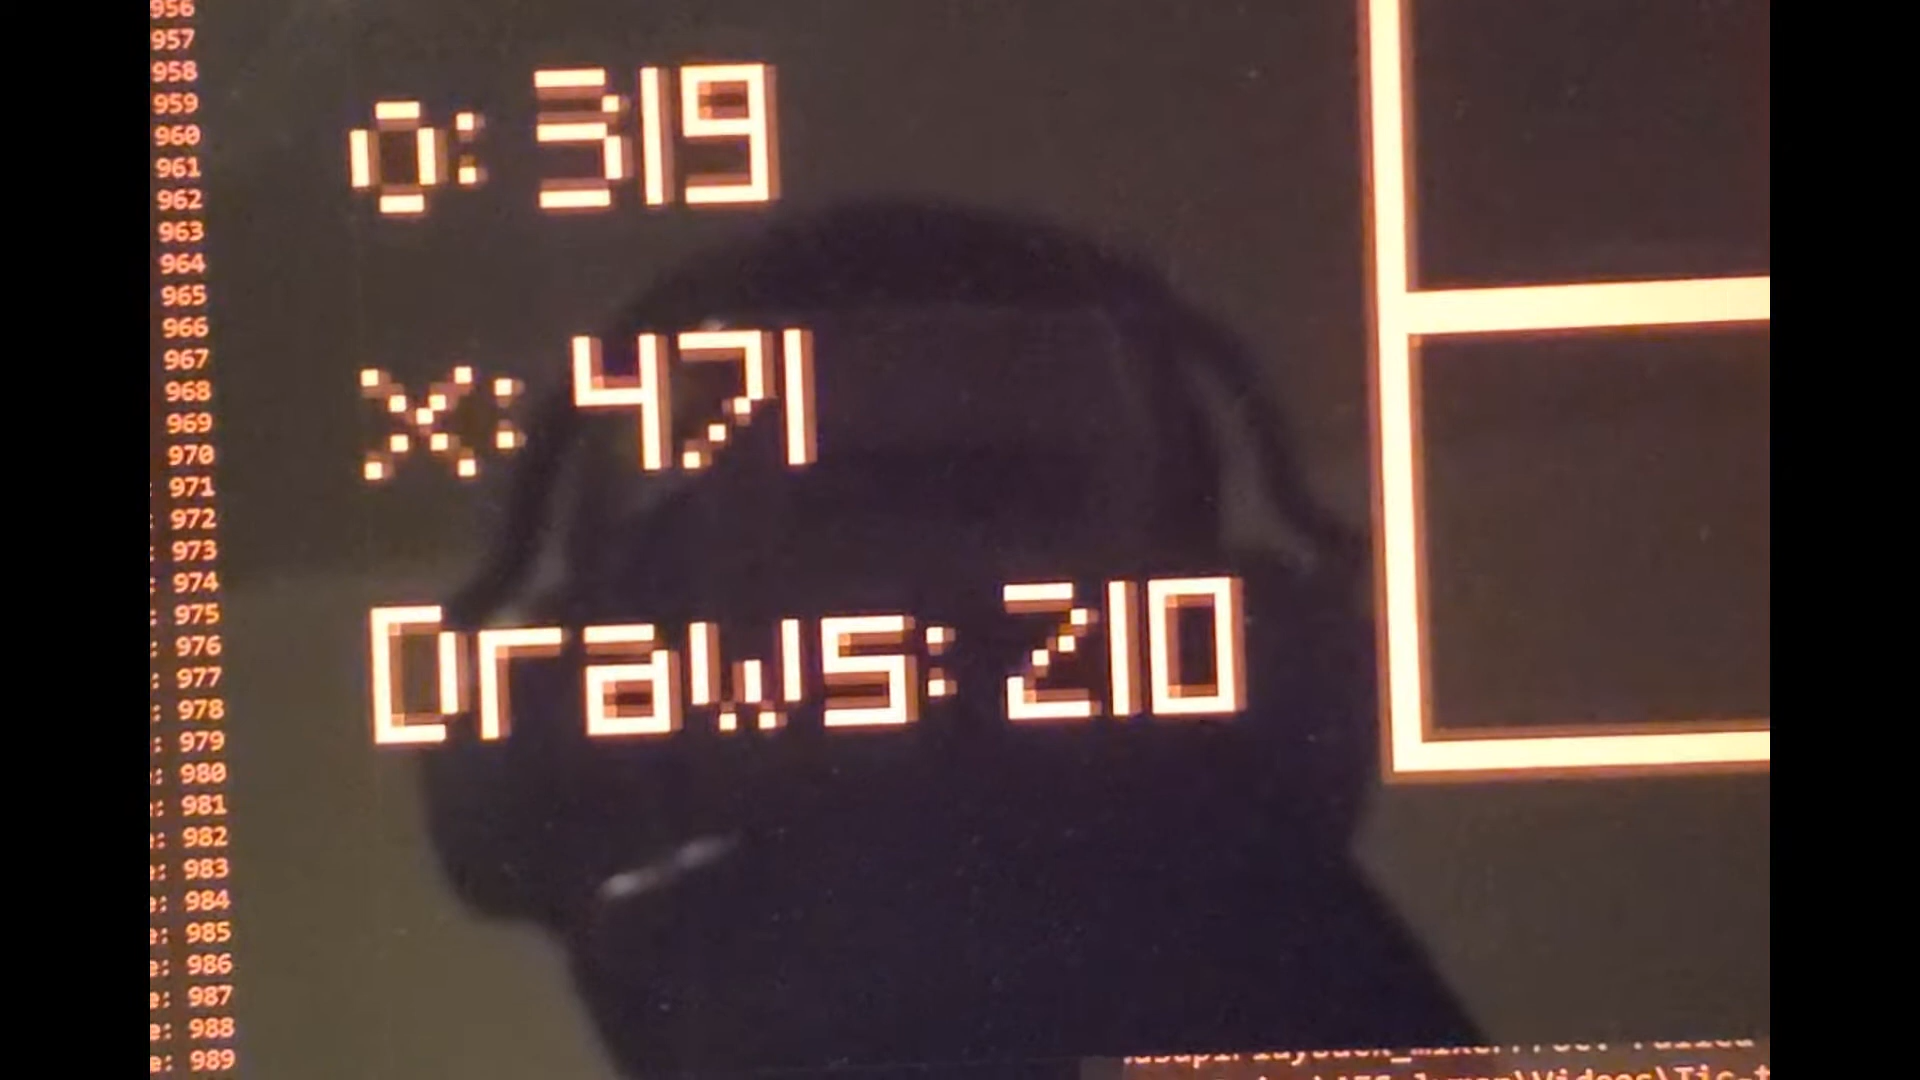 956
957
958
959
960
961
962
963
964
965
966
967
968
969
970
: 971
: 972
: 973
: 974
: 975
: 976
: 977
: 978
: 979
: 980
: 981
: 982
e: 983
e: 984
e: 985
e: 986
e: 987
e: 988
e: 989
o: 319
x: 471
Draws: 210
\Videos\Tic-t